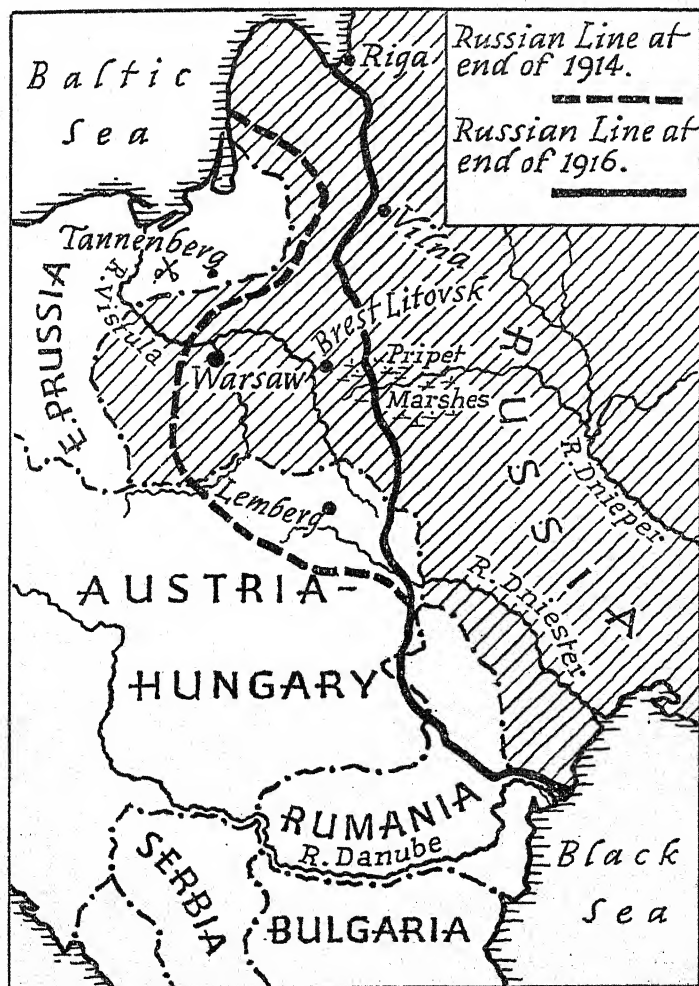 Baltic
Sea
Riga
Russian Line at
end of 1914.
Russian Line at
end of 1916.
Vilna
Tannenberg
R. Vistula
E. PRUSSIA
Brest Litovsk
Warsaw
Pripet
Marshes
RUSSIA
R. Dnieper
Lemberg
R. Dniester
AUSTRIA-
HUNGARY
RUMANIA
R. Danube
SERBIA
BULGARIA
Black
Sea